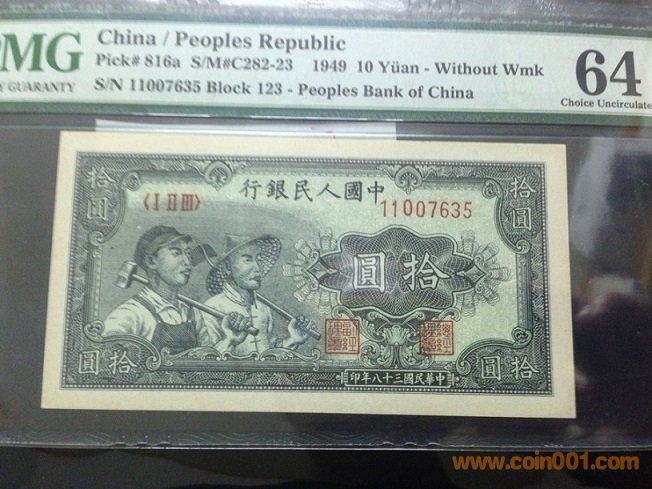 MG
China / Peoples Republic
Pick# 816a S/M#C282-23 1949 10 Yüan - Without Wmk
Y GUARANTY
S/N 11007635 Block 123 - Peoples Bank of China
64
Choice Uncirculate
行銀民人國中
〈I II III〉
11007635
拾圓
拾圓
圓拾
圓拾
圓拾
印年八十三國民華中
www.coin001.com